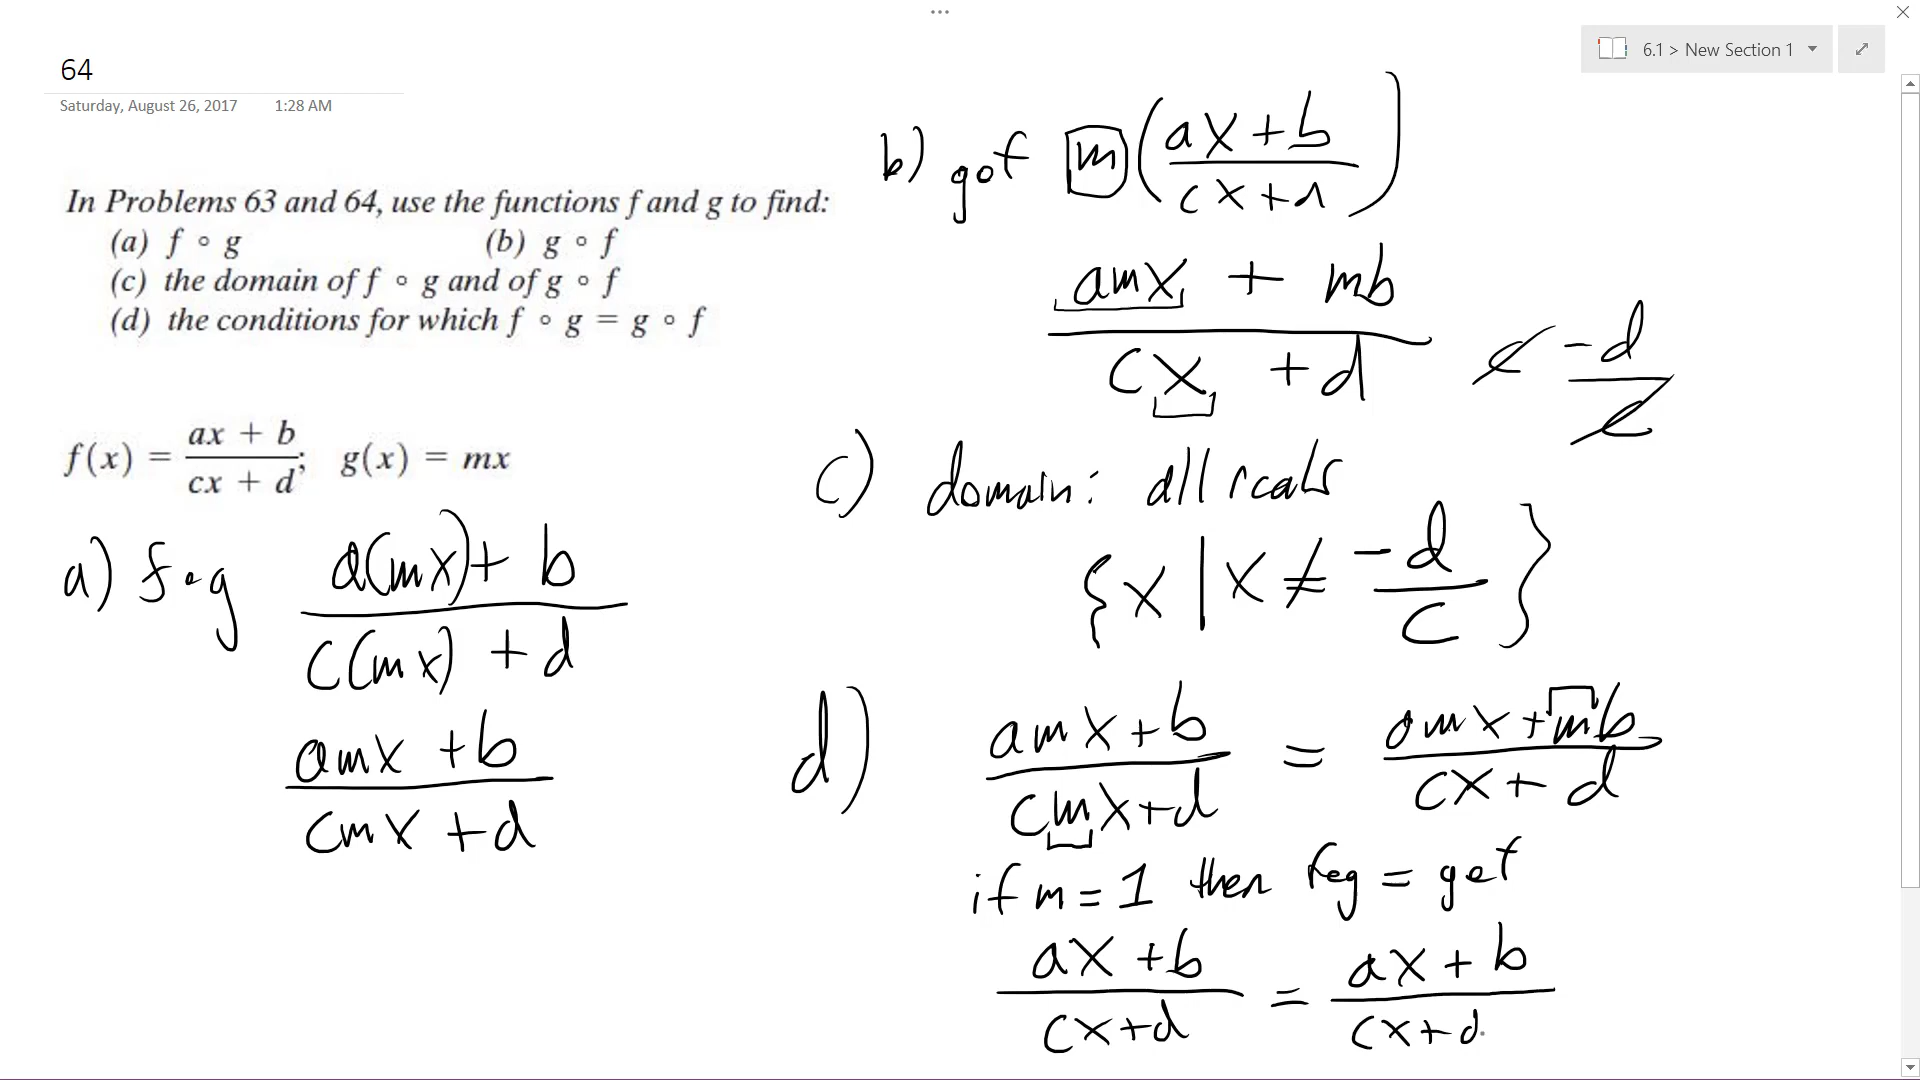 ...
6.1 > New Section 1
64
Saturday, August 26, 2017 1:28 AM
In Problems 63 and 64, use the functions f and g to find:
(a) f ∘ g (b) g ∘ f
(c) the domain of f ∘ g and of g ∘ f
(d) the conditions for which f ∘ g = g ∘ f
f(x) = (ax + b)/(cx + d); g(x) = mx
a) f∘g
a(mx) + b
c(mx) + d
amx + b
cmx + d
b) g∘f m(
ax + b
cx + d
)
amx + mb
cx + d
≠ -d/c
c) domain: all reals
{x | x ≠ -d/c}
d) (amx + b)/(cmx + d) = (amx + mb)/(cx + d)
if m = 1 then f∘g = g∘f
(ax + b)/(cx + d) = (ax + b)/(cx + d)